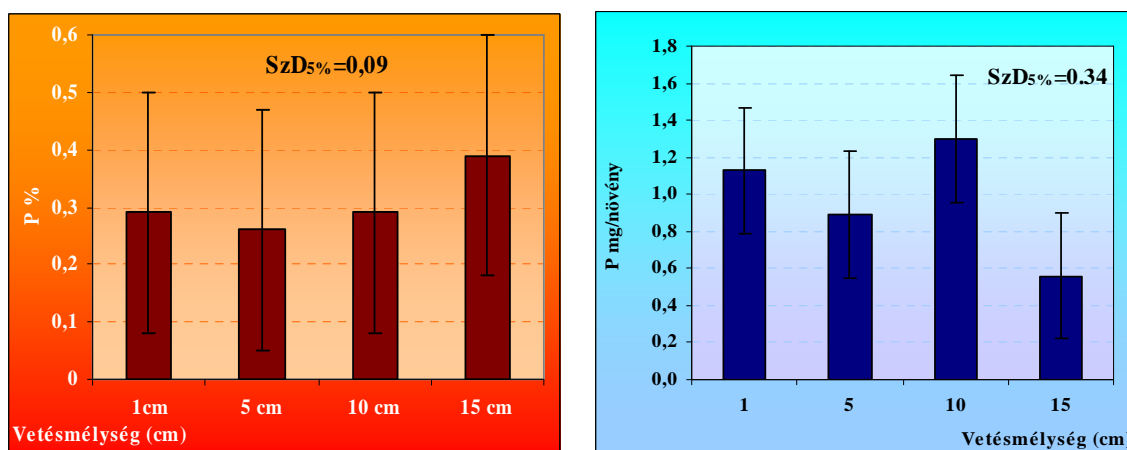 0,6
SzD5%=0,09
0,5
0,4
P %
0,3
0,2
0,1
0
1cm 5 cm 10 cm 15 cm
Vetésmélység (cm)
1,8
SzD5%=0.34
1,6
1,4
1,2
P mg/növény
1,0
0,8
0,6
0,4
0,2
0,0
1 5 10 15
Vetésmélység (cm)